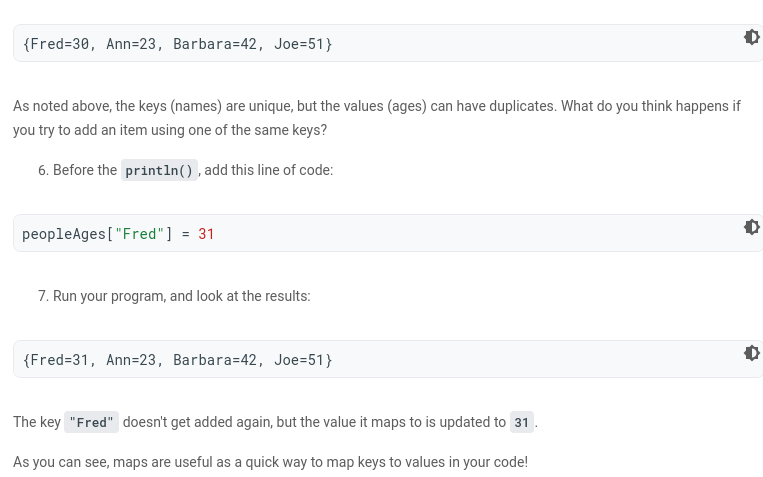 {Fred=30, Ann=23, Barbara=42, Joe=51}
As noted above, the keys (names) are unique, but the values (ages) can have duplicates. What do you think happens if
you try to add an item using one of the same keys?
6. Before the println(), add this line of code:
peopleAges["Fred"] = 31
7. Run your program, and look at the results:
{Fred=31, Ann=23, Barbara=42, Joe=51}
The key "Fred" doesn't get added again, but the value it maps to is updated to 31.
As you can see, maps are useful as a quick way to map keys to values in your code!